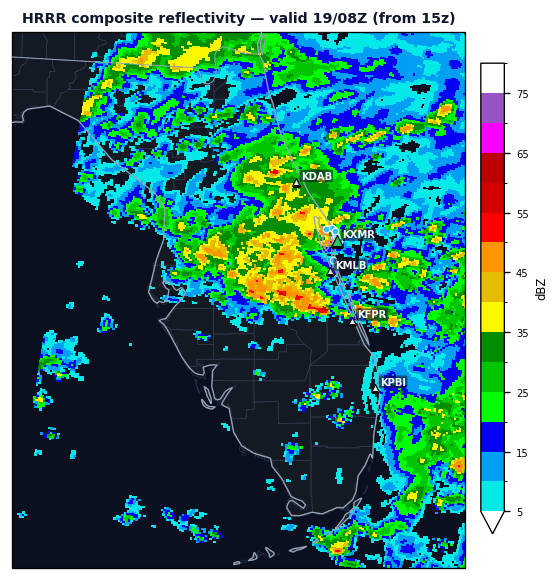 HRRR composite reflectivity — valid 19/08Z (from 15z)
KDAB
KXMR
KMLB
KFPR
KPBI
75
65
55
45
35
25
15
5
dBZ